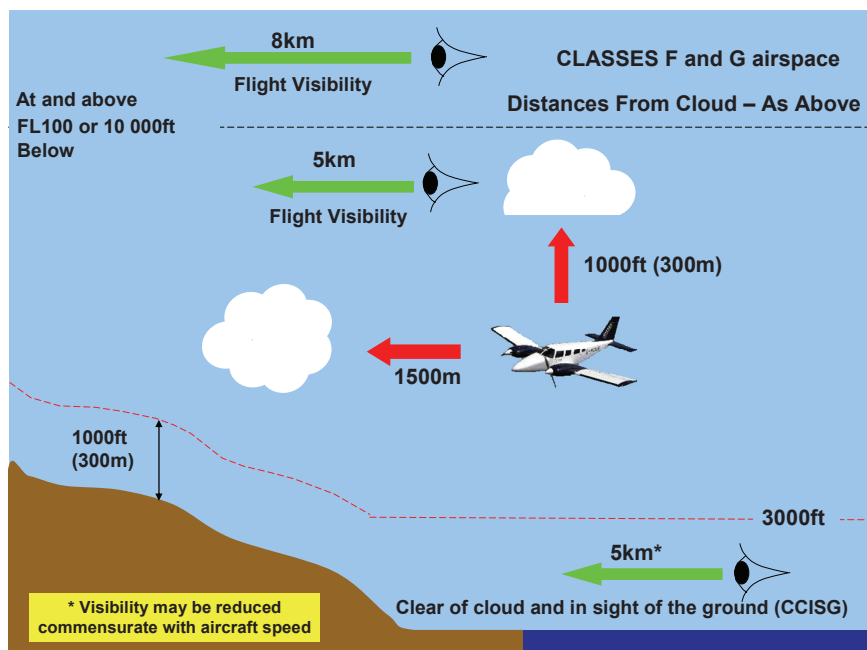 8km
Flight Visibility
CLASSES F and G airspace
Distances From Cloud – As Above
At and above
FL100 or 10 000ft
Below
5km
Flight Visibility
1000ft (300m)
1500m
1000ft
(300m)
3000ft
5km*
Clear of cloud and in sight of the ground (CCISG)
* Visibility may be reduced
commensurate with aircraft speed